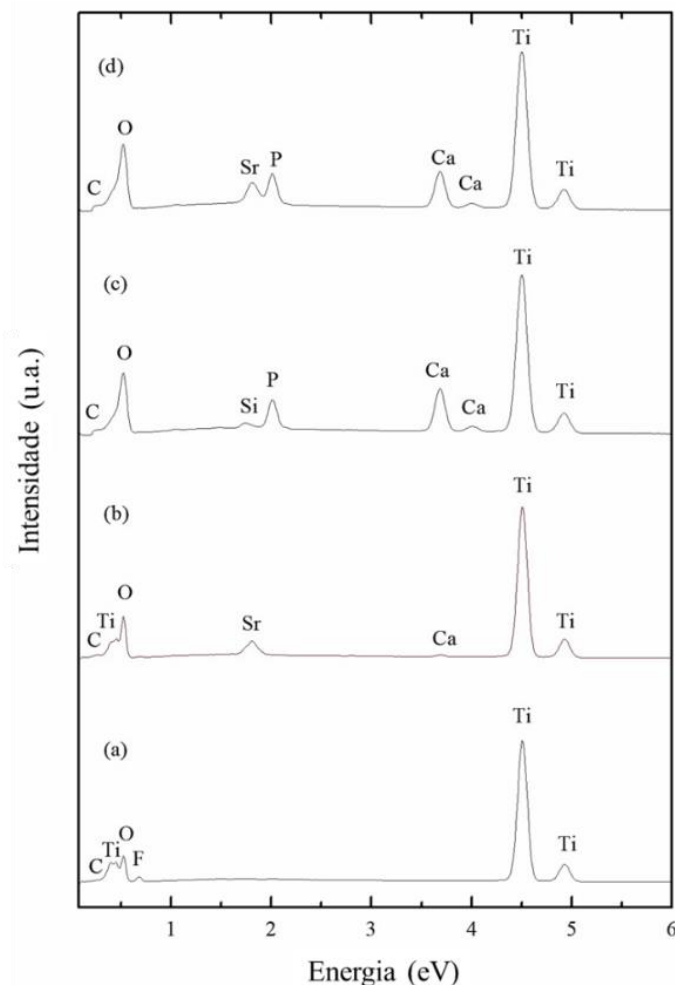 Ti
(d)
O
Sr
P
Ca
C
Ca
Ti
Ti
(c)
O
P
Ca
C
Si
Ca
Ti
Ti
(b)
O
Ti
Sr
C
Ca
Ti
Ti
(a)
O
Ti
F
C
Ti
1 2 3 4 5 6
Energia (eV)
Intensidade (u.a.)